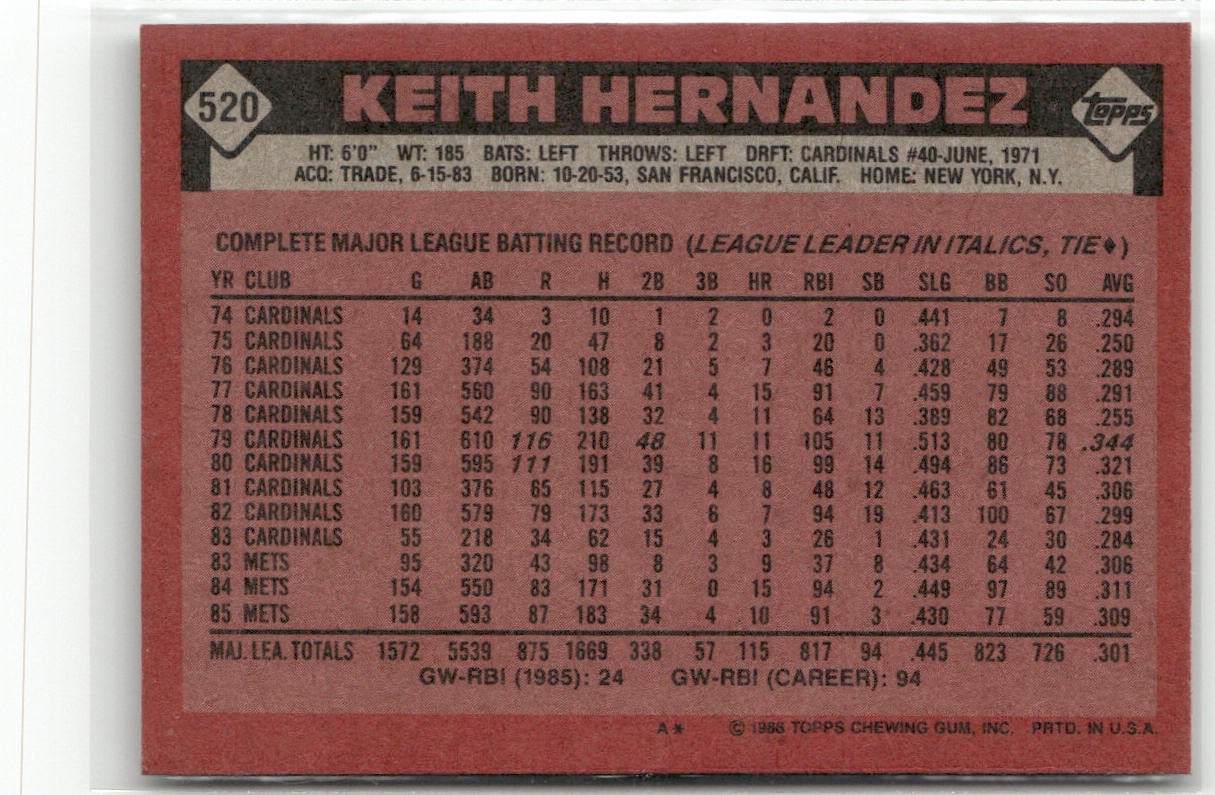 520 KEITH HERNANDEZ topps
HT: 6'0" WT: 185 BATS: LEFT THROWS: LEFT DRFT: CARDINALS #40-JUNE, 1971
ACQ: TRADE, 6-15-83 BORN: 10-20-53, SAN FRANCISCO, CALIF. HOME: NEW YORK, N.Y.
COMPLETE MAJOR LEAGUE BATTING RECORD (LEAGUE LEADER IN ITALICS, TIE♦)
YR CLUB G AB R H 2B 3B HR RBI SB SLG BB SO AVG
74 CARDINALS 14 34 3 10 1 2 0 2 0 .441 7 8 .294
75 CARDINALS 64 188 20 47 8 2 3 20 0 .362 17 26 .250
76 CARDINALS 129 374 54 108 21 5 7 46 4 .428 49 53 .289
77 CARDINALS 161 560 90 163 41 4 15 91 7 .459 79 88 .291
78 CARDINALS 159 542 90 138 32 4 11 64 13 .389 82 68 .255
79 CARDINALS 161 610 116 210 48 11 11 105 11 .513 80 78 .344
80 CARDINALS 159 595 111 191 39 8 16 99 14 .494 86 73 .321
81 CARDINALS 103 376 65 115 27 4 8 48 12 .463 61 45 .306
82 CARDINALS 160 579 79 173 33 6 7 94 19 .413 100 67 .299
83 CARDINALS 55 218 34 62 15 4 3 26 1 .431 24 30 .284
83 METS 95 320 43 98 8 3 9 37 8 .434 64 42 .306
84 METS 154 550 83 171 31 0 15 94 2 .449 97 89 .311
85 METS 158 593 87 183 34 4 10 91 3 .430 77 59 .309
MAJ. LEA. TOTALS 1572 5539 875 1669 338 57 115 817 94 .445 823 726 .301
GW-RBI (1985): 24 GW-RBI (CAREER): 94
A* © 1986 TOPPS CHEWING GUM, INC. PRTD. IN U.S.A.